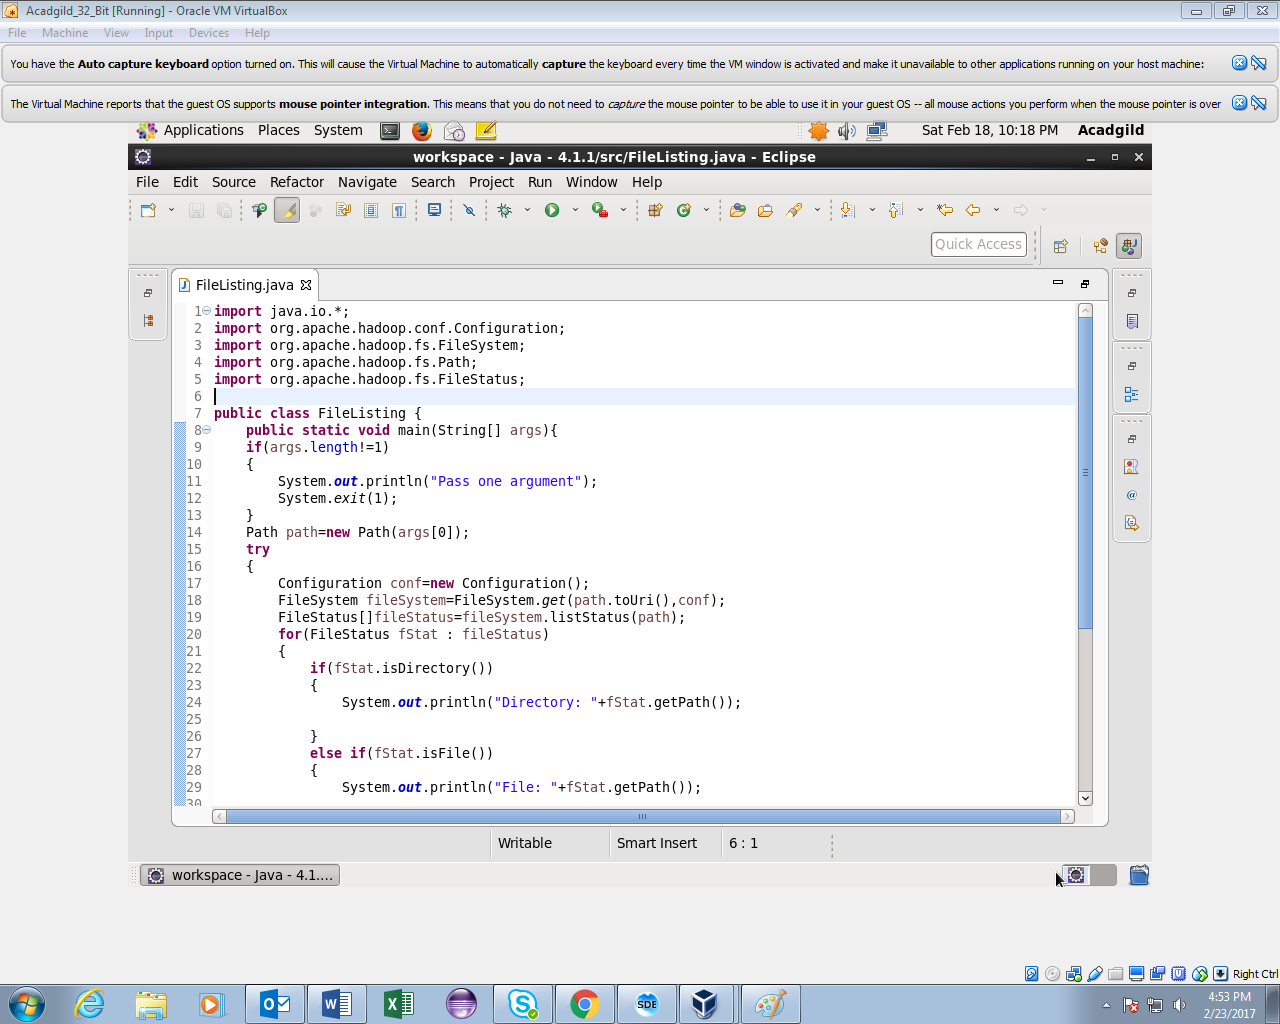 Acadgild_32_Bit [Running] - Oracle VM VirtualBox
File Machine View Input Devices Help
You have the Auto capture keyboard option turned on. This will cause the Virtual Machine to automatically capture the keyboard every time the VM window is activated and make it unavailable to other applications running on your host machine:
The Virtual Machine reports that the guest OS supports mouse pointer integration. This means that you do not need to capture the mouse pointer to be able to use it in your guest OS -- all mouse actions you perform when the mouse pointer is over
Applications Places System Sat Feb 18, 10:18 PM Acadgild
workspace - Java - 4.1.1/src/FileListing.java - Eclipse
File Edit Source Refactor Navigate Search Project Run Window Help
Quick Access
FileListing.java
1 import java.io.*;
2 import org.apache.hadoop.conf.Configuration;
3 import org.apache.hadoop.fs.FileSystem;
4 import org.apache.hadoop.fs.Path;
5 import org.apache.hadoop.fs.FileStatus;
6
7 public class FileListing {
8 public static void main(String[] args){
9 if(args.length!=1)
10 {
11 System.out.println("Pass one argument");
12 System.exit(1);
13 }
14 Path path=new Path(args[0]);
15 try
16 {
17 Configuration conf=new Configuration();
18 FileSystem fileSystem=FileSystem.get(path.toUri(),conf);
19 FileStatus[]fileStatus=fileSystem.listStatus(path);
20 for(FileStatus fStat : fileStatus)
21 {
22 if(fStat.isDirectory())
23 {
24 System.out.println("Directory: "+fStat.getPath());
25
26 }
27 else if(fStat.isFile())
28 {
29 System.out.println("File: "+fStat.getPath());
30
Writable Smart Insert 6 : 1
workspace - Java - 4.1....
Right Ctrl
SDE
4:53 PM
2/23/2017